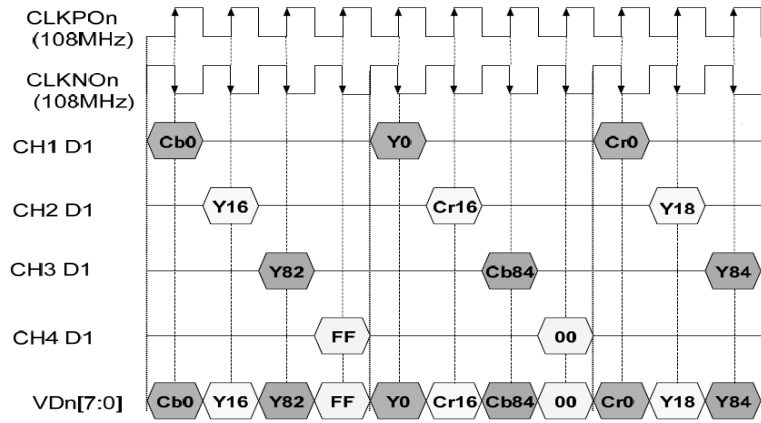 CLKPOn
(108MHz)
CLKNOn
(108MHz)
CH1 D1 Cb0 Y0 Cr0
CH2 D1 Y16 Cr16 Y18
CH3 D1 Y82 Cb84 Y84
CH4 D1 FF 00
VDn[7:0] Cb0 Y16 Y82 FF Y0 Cr16 Cb84 00 Cr0 Y18 Y84